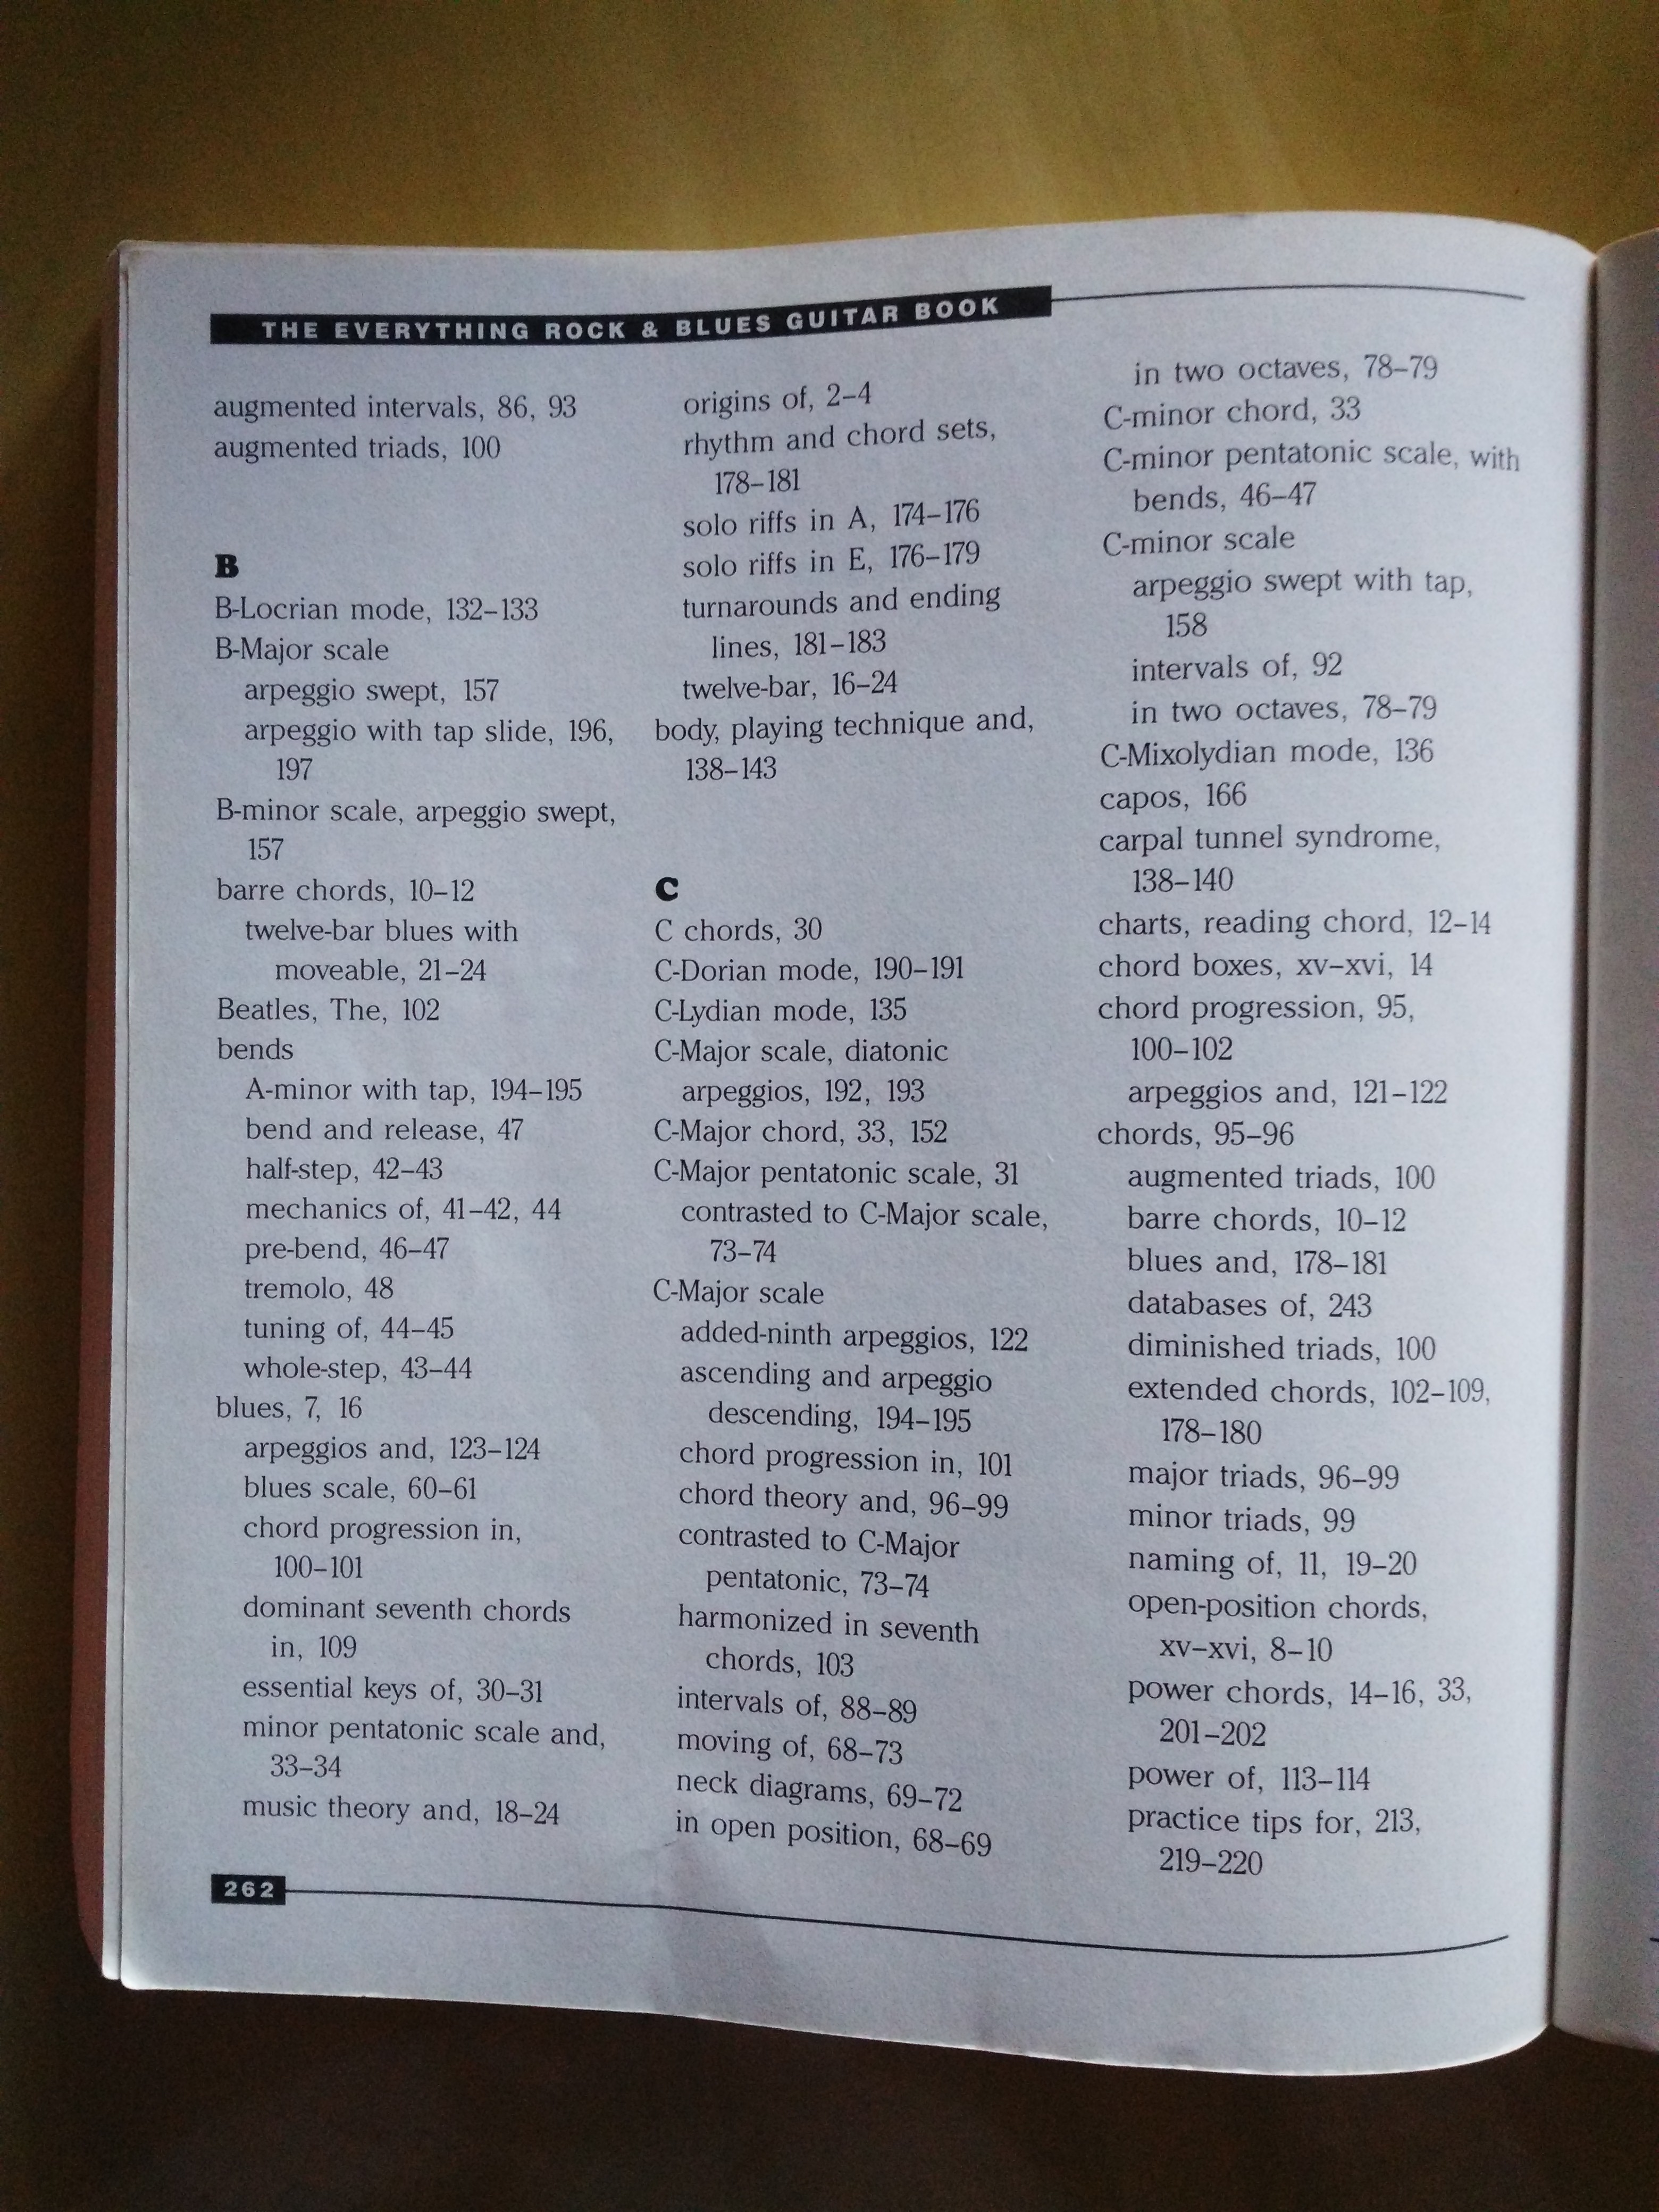 THE EVERYTHING ROCK & BLUES GUITAR BOOK
augmented intervals, 86, 93
augmented triads, 100
B
B-Locrian mode, 132–133
B-Major scale
arpeggio swept, 157
arpeggio with tap slide, 196,
197
B-minor scale, arpeggio swept,
157
barre chords, 10–12
twelve-bar blues with
moveable, 21–24
Beatles, The, 102
bends
A-minor with tap, 194–195
bend and release, 47
half-step, 42–43
mechanics of, 41–42, 44
pre-bend, 46–47
tremolo, 48
tuning of, 44–45
whole-step, 43–44
blues, 7, 16
arpeggios and, 123–124
blues scale, 60–61
chord progression in,
100–101
dominant seventh chords
in, 109
essential keys of, 30–31
minor pentatonic scale and,
33–34
music theory and, 18–24
origins of, 2–4
rhythm and chord sets,
178–181
solo riffs in A, 174–176
solo riffs in E, 176–179
turnarounds and ending
lines, 181–183
twelve-bar, 16–24
body, playing technique and,
138–143
C
C chords, 30
C-Dorian mode, 190–191
C-Lydian mode, 135
C-Major scale, diatonic
arpeggios, 192, 193
C-Major chord, 33, 152
C-Major pentatonic scale, 31
contrasted to C-Major scale,
73–74
C-Major scale
added-ninth arpeggios, 122
ascending and arpeggio
descending, 194–195
chord progression in, 101
chord theory and, 96–99
contrasted to C-Major
pentatonic, 73–74
harmonized in seventh
chords, 103
intervals of, 88–89
moving of, 68–73
neck diagrams, 69–72
in open position, 68–69
in two octaves, 78–79
C-minor chord, 33
C-minor pentatonic scale, with
bends, 46–47
C-minor scale
arpeggio swept with tap,
158
intervals of, 92
in two octaves, 78–79
C-Mixolydian mode, 136
capos, 166
carpal tunnel syndrome,
138–140
charts, reading chord, 12–14
chord boxes, xv–xvi, 14
chord progression, 95,
100–102
arpeggios and, 121–122
chords, 95–96
augmented triads, 100
barre chords, 10–12
blues and, 178–181
databases of, 243
diminished triads, 100
extended chords, 102–109,
178–180
major triads, 96–99
minor triads, 99
naming of, 11, 19–20
open-position chords,
xv–xvi, 8–10
power chords, 14–16, 33,
201–202
power of, 113–114
practice tips for, 213,
219–220
262